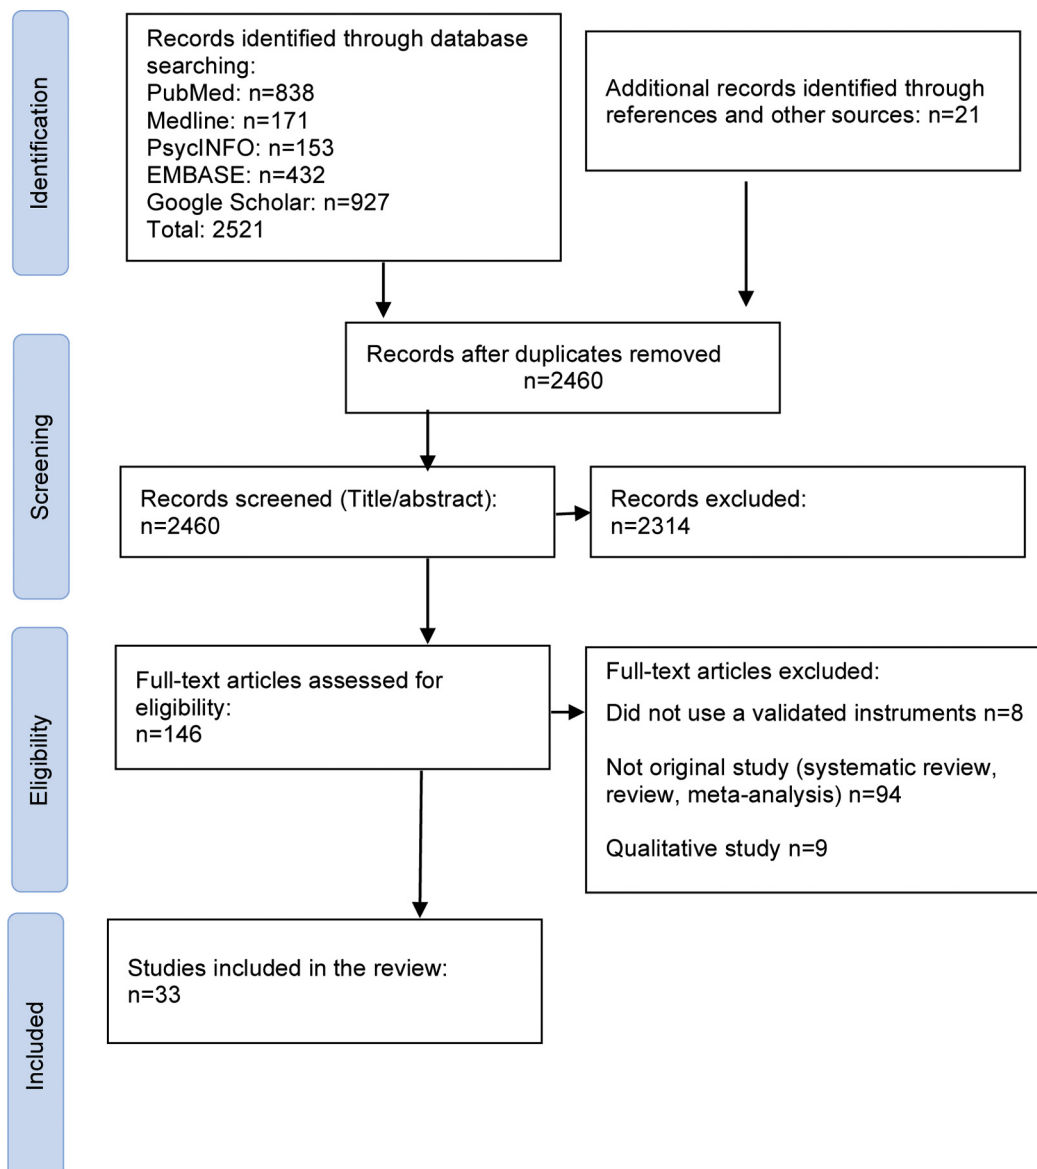 Identification
Records identified through database
searching:
PubMed: n=838
Medline: n=171
PsycINFO: n=153
EMBASE: n=432
Google Scholar: n=927
Total: 2521
Additional records identified through
references and other sources: n=21
Screening
Records after duplicates removed
n=2460
Records screened (Title/abstract):
n=2460
Records excluded:
n=2314
Eligibility
Full-text articles assessed for
eligibility:
n=146
Full-text articles excluded:
Did not use a validated instruments n=8
Not original study (systematic review,
review, meta-analysis) n=94
Qualitative study n=9
Included
Studies included in the review:
n=33